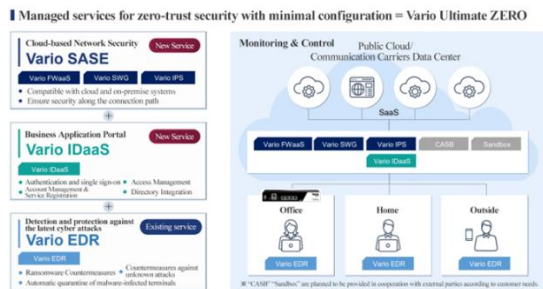 Managed services for zero-trust security with minimal configuration = Vario Ultimate ZERO
Cloud-based Network Security
New Service
Vario SASE
Vario FWaaS
Vario SWG
Vario IPS
• Compatible with cloud and on-premise systems
• Ensure security along the connection path
+
Business Application Portal
New Service
Vario IDaaS
Vario IDaaS
• Authentication and single sign-on
• Access Management
• Account Management &
Service Registration
• Directory Integration
+
Detection and protection against
the latest cyber attacks
Existing service
Vario EDR
Vario EDR
• Ransomware Countermeasures
• Countermeasures against
unknown attacks
• Automatic quarantine of malware-infected terminals
Monitoring & Control
Public Cloud/
Communication Carriers Data Center
SaaS
Vario FWaaS
Vario SWG
Vario IPS
CASB
Sandbox
Vario IDaaS
Office
Home
Outside
Vario EDR
Vario EDR
Vario EDR
※ "CASB" "Sandbox" are planned to be provided in cooperation with external parties according to customer needs.